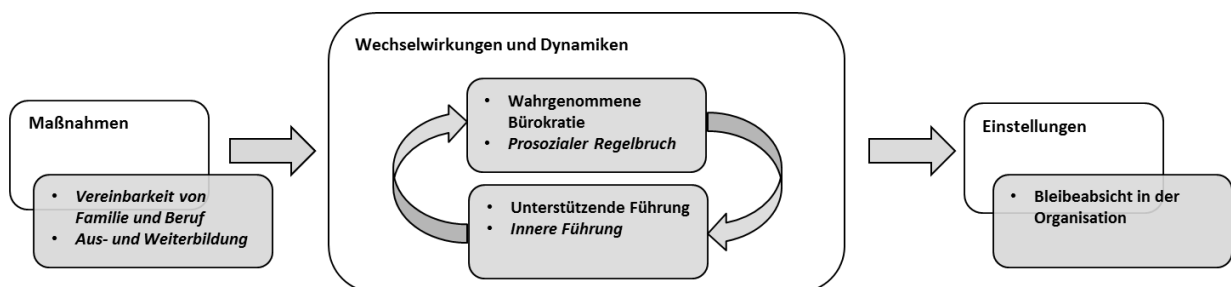 Maßnahmen
• Vereinbarkeit von
Familie und Beruf
• Aus- und Weiterbildung
Wechselwirkungen und Dynamiken
• Wahrgenommene
Bürokratie
• Prosozialer Regelbruch
• Unterstützende Führung
• Innere Führung
Einstellungen
• Bleibeabsicht in der
Organisation